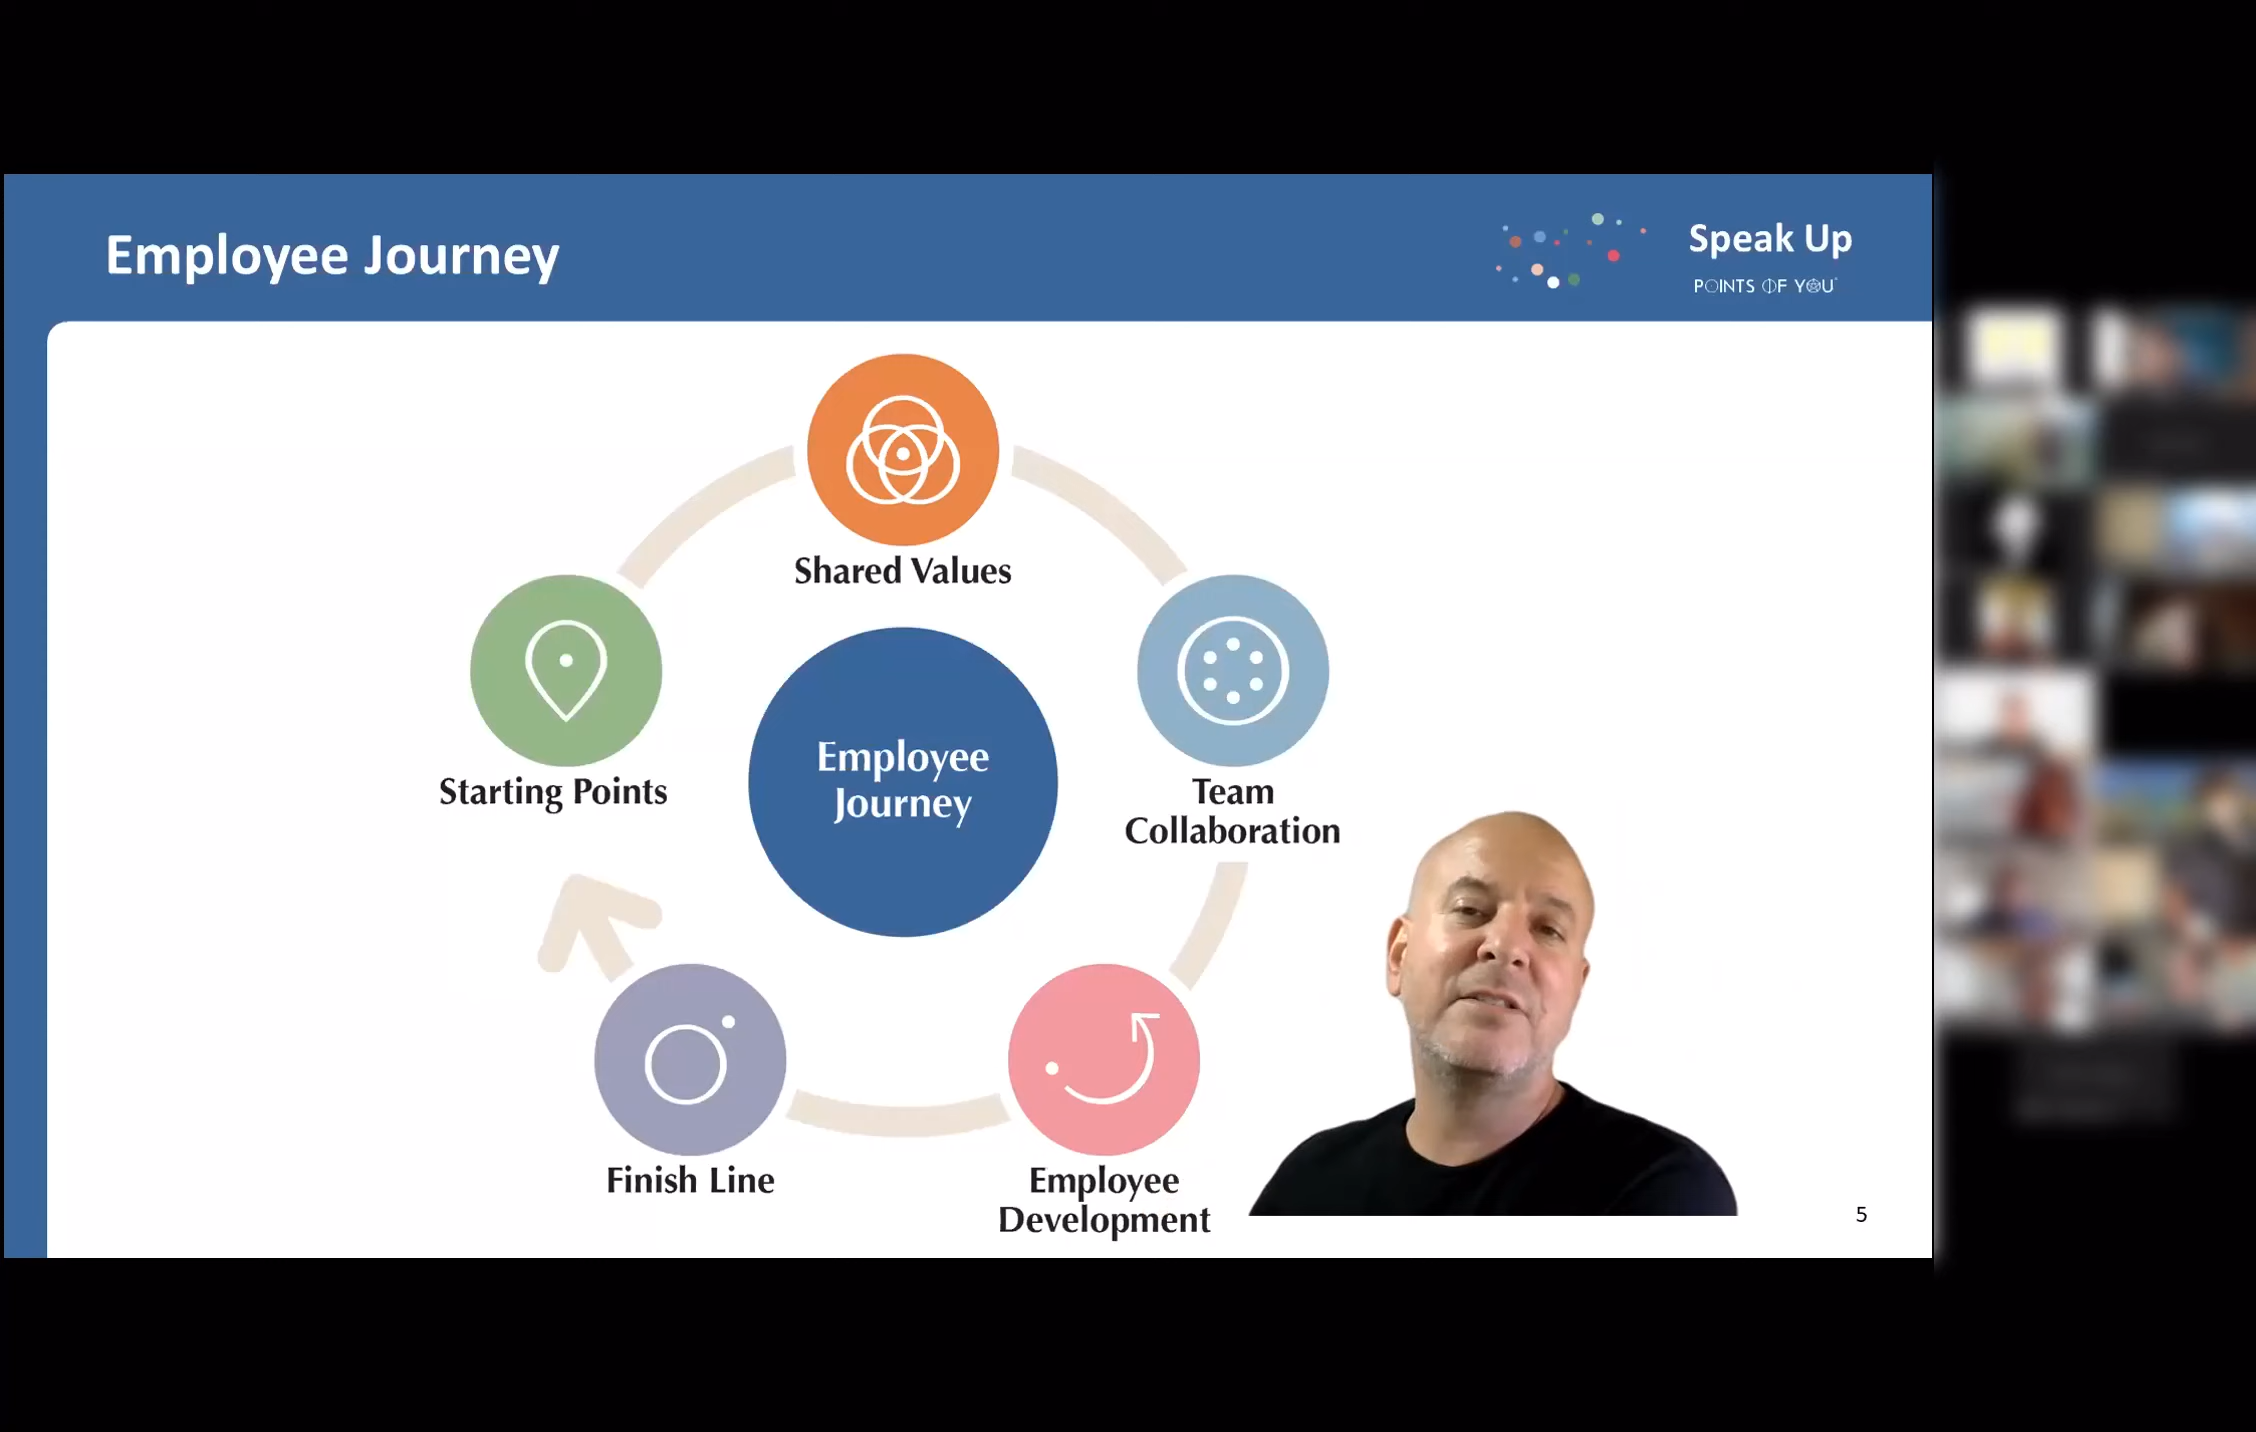 Employee Journey
Speak Up
POINTS OF YOU
Shared Values
Starting Points
Employee
Journey
Team
Collaboration
Finish Line
Employee
Development
5